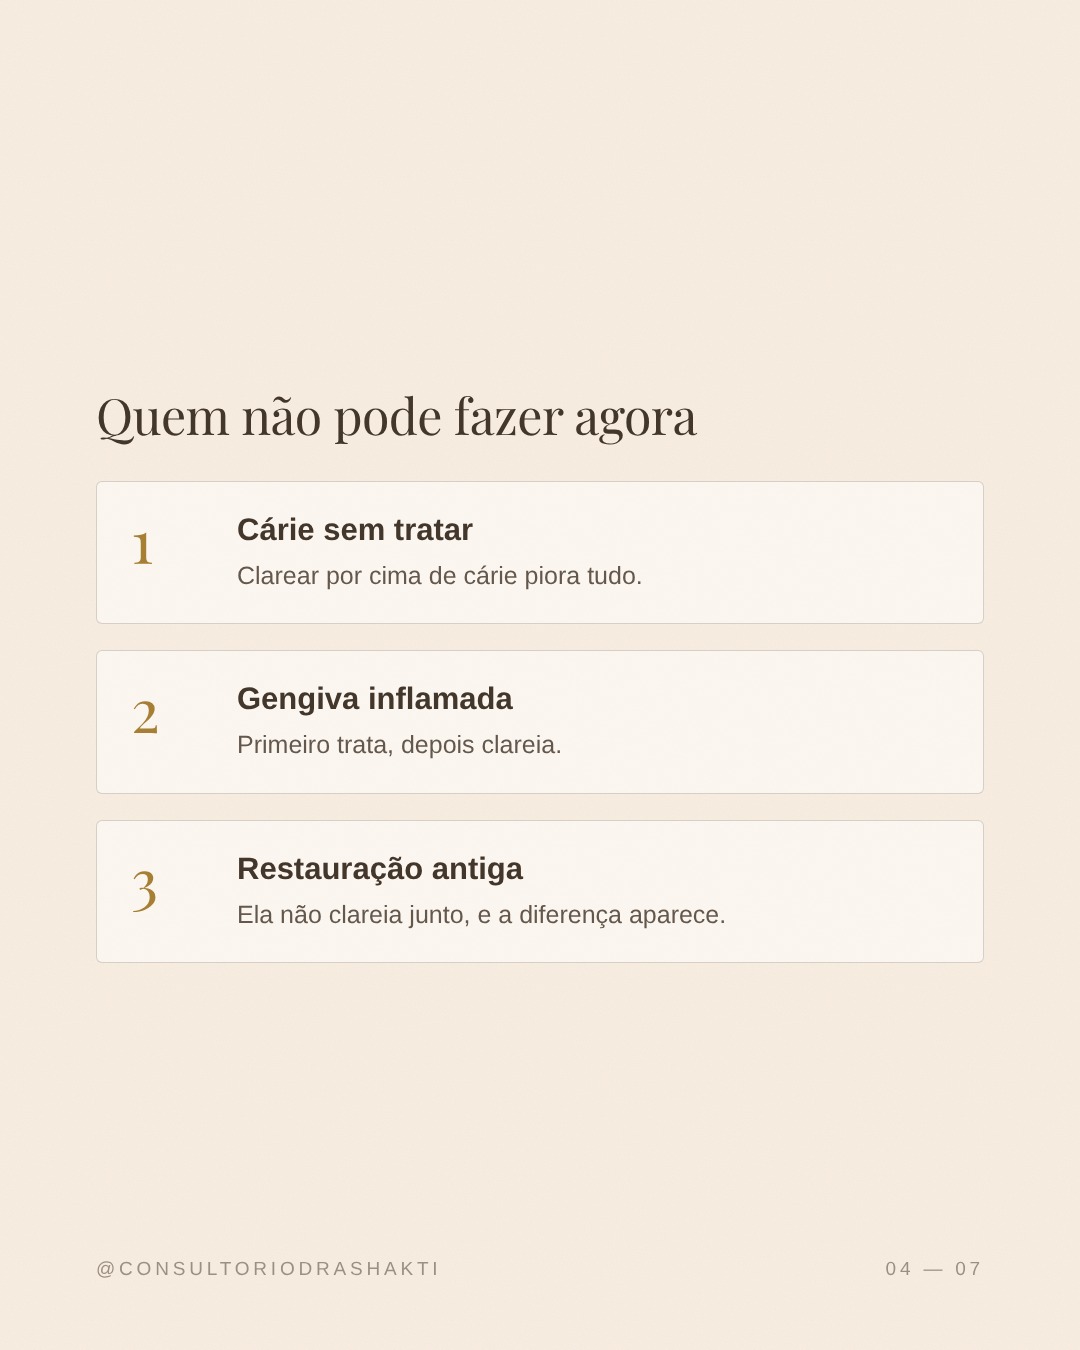 Quem não pode fazer agora
1
Cárie sem tratar
Clarear por cima de cárie piora tudo.
2
Gengiva inflamada
Primeiro trata, depois clareia.
3
Restauração antiga
Ela não clareia junto, e a diferença aparece.
@CONSULTORIODRASHAKTI
04 — 07